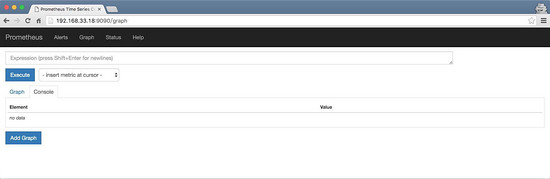 Prometheus Time Series C
192.168.33.18:9090/graph
Prometheus Alerts Graph Status Help
Expression (press Shift+Enter for newlines)
Execute - insert metric at cursor -
Graph Console
Element Value
no data
Add Graph